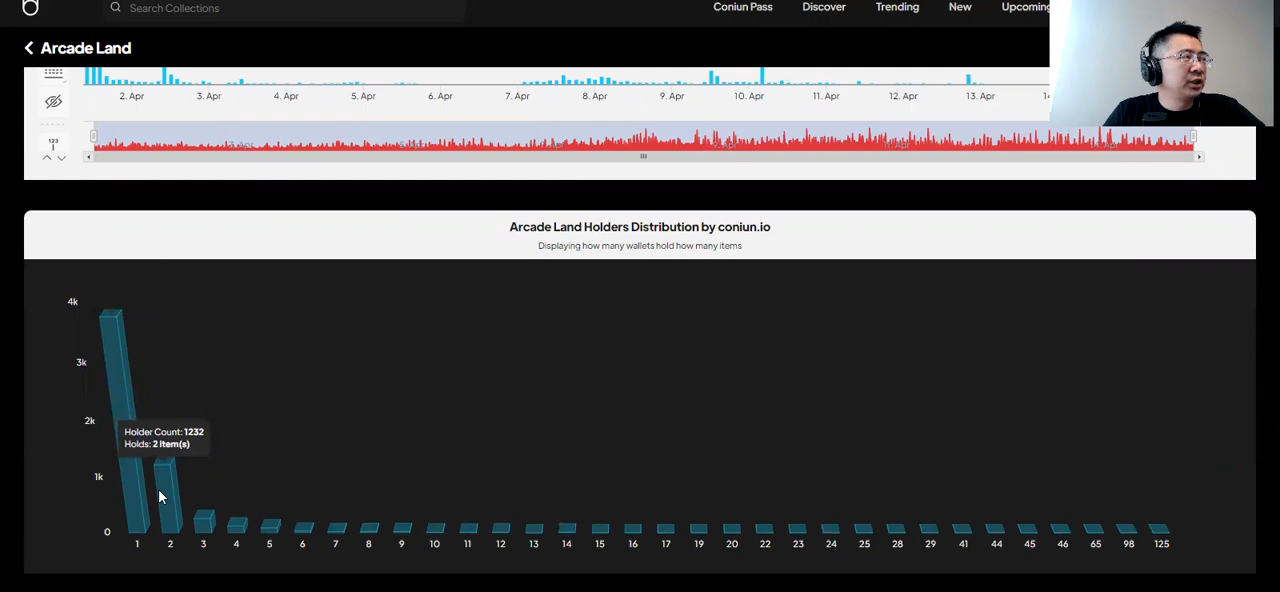 Search Collections
Coniun Pass Discover Trending New Upcoming
Arcade Land
2. Apr 3. Apr 4. Apr 5. Apr 6. Apr 7. Apr 8. Apr 9. Apr 10. Apr 11. Apr 12. Apr 13. Apr
123
Arcade Land Holders Distribution by coniun.io
Displaying how many wallets hold how many items
4k
3k
2k
1k
0
Holder Count: 1232
Holds: 2 item(s)
1 2 3 4 5 6 7 8 9 10 11 12 13 14 15 16 17 19 20 22 23 24 25 28 29 41 44 45 46 65 98 125